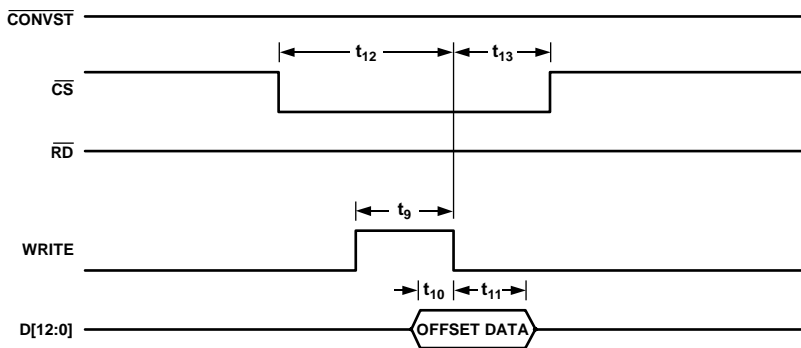 CONVST
t12 t13
CS
RD
t9
WRITE
t10 t11
D[12:0] OFFSET DATA